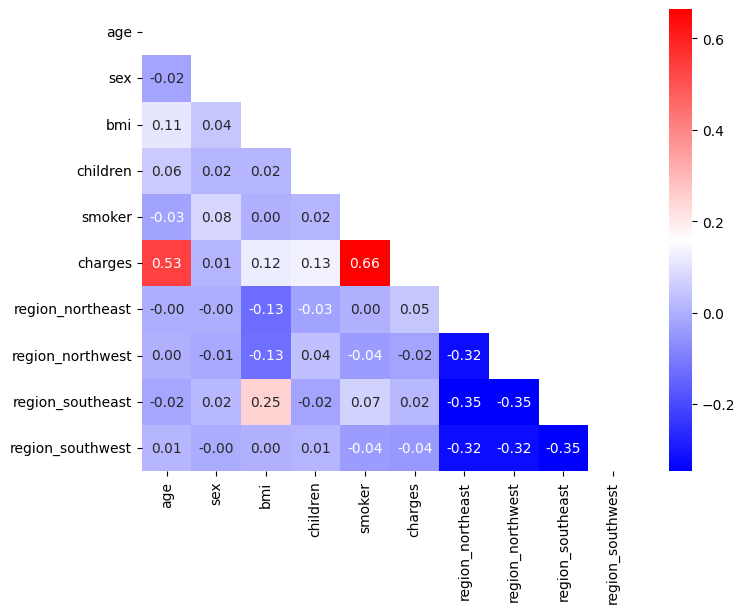 age
sex -0.02
bmi 0.11 0.04
children 0.06 0.02 0.02
smoker -0.03 0.08 0.00 0.02
charges 0.53 0.01 0.12 0.13 0.66
region_northeast -0.00 -0.00 -0.13 -0.03 0.00 0.05
region_northwest 0.00 -0.01 -0.13 0.04 -0.04 -0.02 -0.32
region_southeast -0.02 0.02 0.25 -0.02 0.07 0.02 -0.35 -0.35
region_southwest 0.01 -0.00 0.00 0.01 -0.04 -0.04 -0.32 -0.32 -0.35
age sex bmi children smoker charges region_northeast region_northwest region_southeast region_southwest
0.6
0.4
0.2
0.0
−0.2